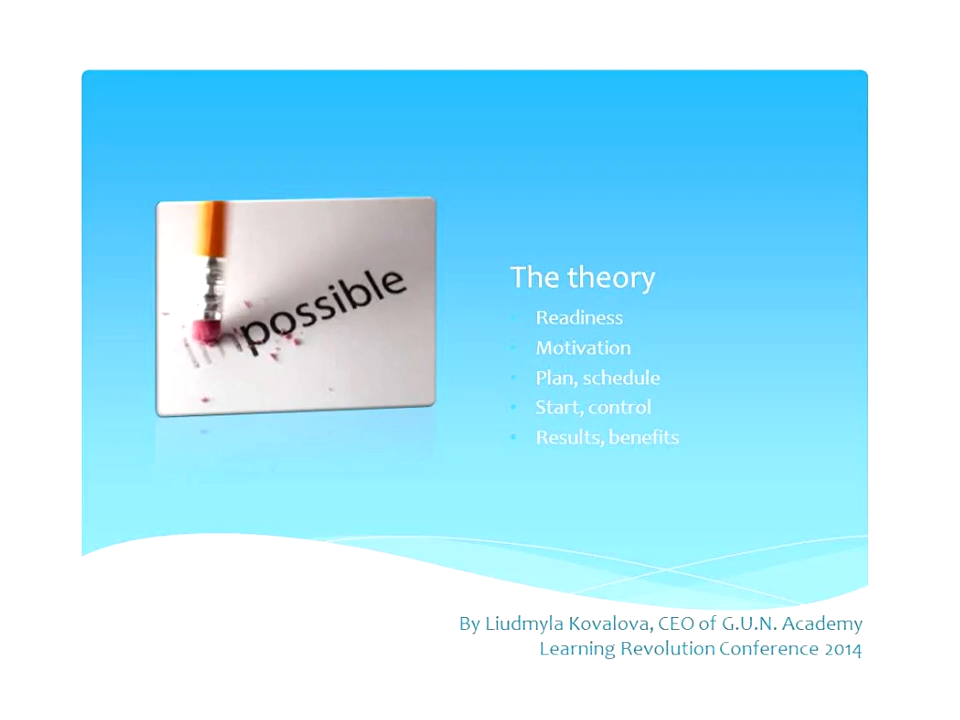 impossible
The theory
Readiness
Motivation
Plan, schedule
Start, control
Results, benefits
By Liudmyla Kovalova, CEO of G.U.N. Academy
Learning Revolution Conference 2014